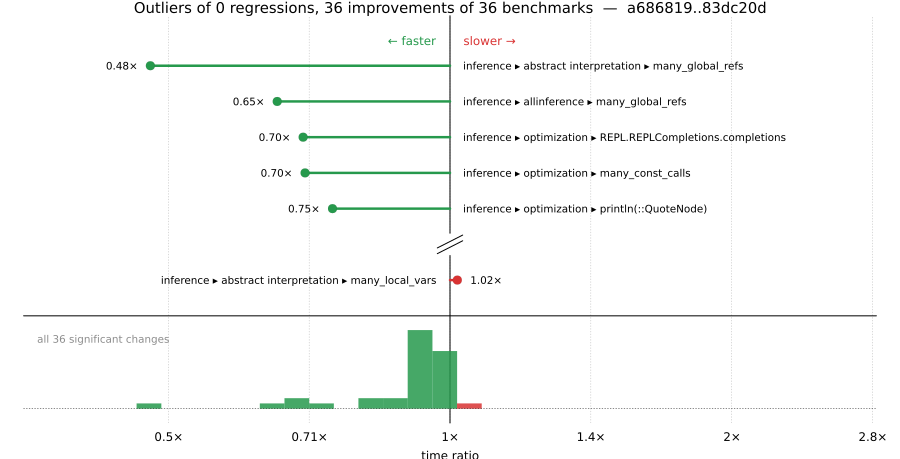 Outliers of 0 regressions, 36 improvements of 36 benchmarks — a686819..83dc20d
← faster slower →
0.48× inference ▸ abstract interpretation ▸ many_global_refs
0.65× inference ▸ allinference ▸ many_global_refs
0.70× inference ▸ optimization ▸ REPL.REPLCompletions.completions
0.70× inference ▸ optimization ▸ many_const_calls
0.75× inference ▸ optimization ▸ println(::QuoteNode)
inference ▸ abstract interpretation ▸ many_local_vars 1.02×
all 36 significant changes
0.5× 0.71× 1× 1.4× 2× 2.8×
time ratio